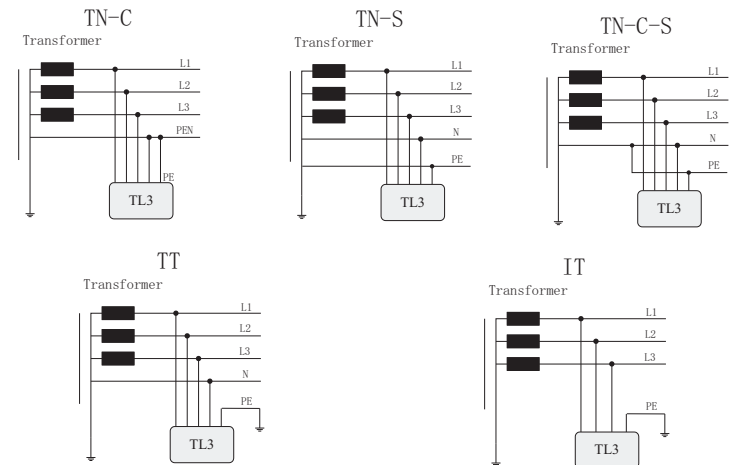 TN-C
Transformer
L1
L2
L3
PEN
PE
TL3
TN-S
Transformer
L1
L2
L3
N
PE
TL3
TN-C-S
Transformer
L1
L2
L3
N
PE
TL3
TT
Transformer
L1
L2
L3
N
PE
TL3
IT
Transformer
L1
L2
L3
PE
TL3